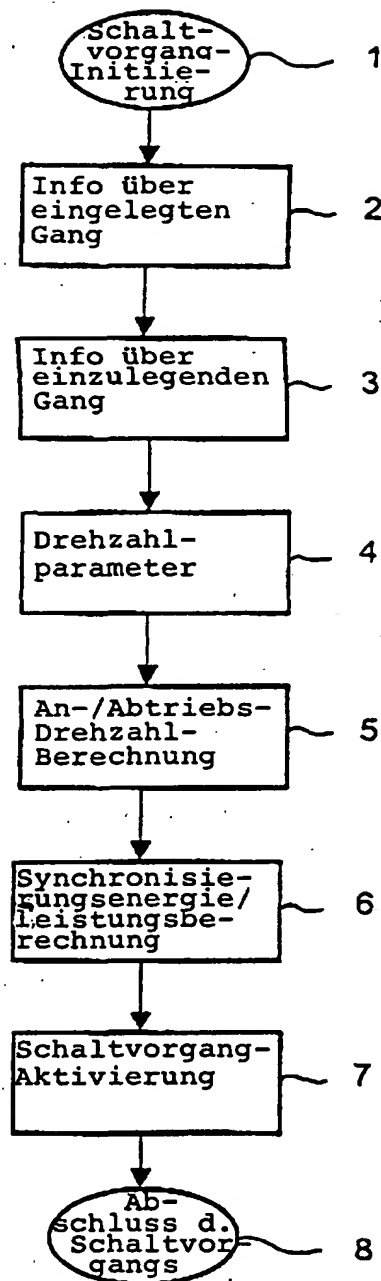 Schalt-
vorgang-
Initiie-
rung
1
Info über
eingelegten
Gang
2
Info über
einzulegenden
Gang
3
Drehzahl-
parameter
4
An-/Abtriebs-
Drehzahl-
Berechnung
5
Synchronisie-
rungsenergie/
leistungsbe-
rechnung
6
Schaltvorgang-
Aktivierung
7
Ab-
schluss d.
Schaltvor-
gangs
8